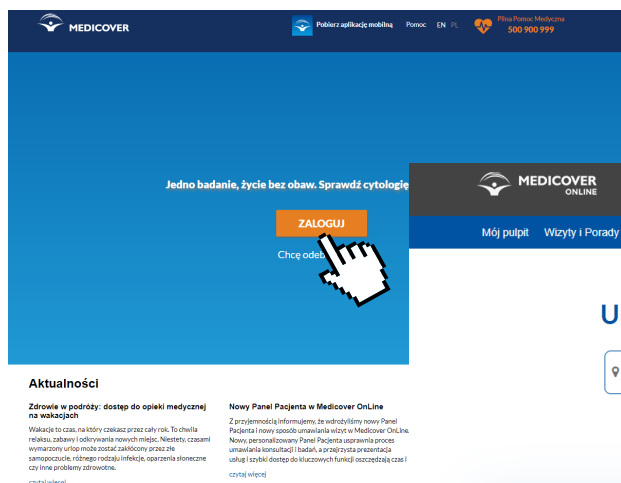 MEDICOVER
Pobierz aplikację mobilną
Pomoc
EN PL
Pilna Pomoc Medyczna
500 900 999
Jedno badanie, życie bez obaw. Sprawdź cytologię
ZALOGUJ
Chcę odeb
MEDICOVER
ONLINE
Mój pulpit Wizyty i Porady
U
Aktualności
Zdrowie w podróży: dostęp do opieki medycznej
na wakacjach
Wakacje to czas, na który czekasz przez cały rok. To chwila
relaksu, zabawy i odkrywania nowych miejsc. Niestety, czasami
wymarzony urlop może zostać zakłócony przez złe
samopoczucie, różnego rodzaju infekcje, oparzenia słoneczne
czy inne problemy zdrowotne.
czytaj więcej
Nowy Panel Pacjenta w Medicover OnLine
Z przyjemnością informujemy, że wdrożyliśmy nowy Panel
Pacjenta i nowy sposób umawiania wizyt w Medicover OnLine.
Nowy, personalizowany Panel Pacjenta usprawnia proces
umawiania konsultacji i badań, a przejrzysta prezentacja
usług i szybki dostęp do kluczowych funkcji oszczędzają czas i
czytaj więcej